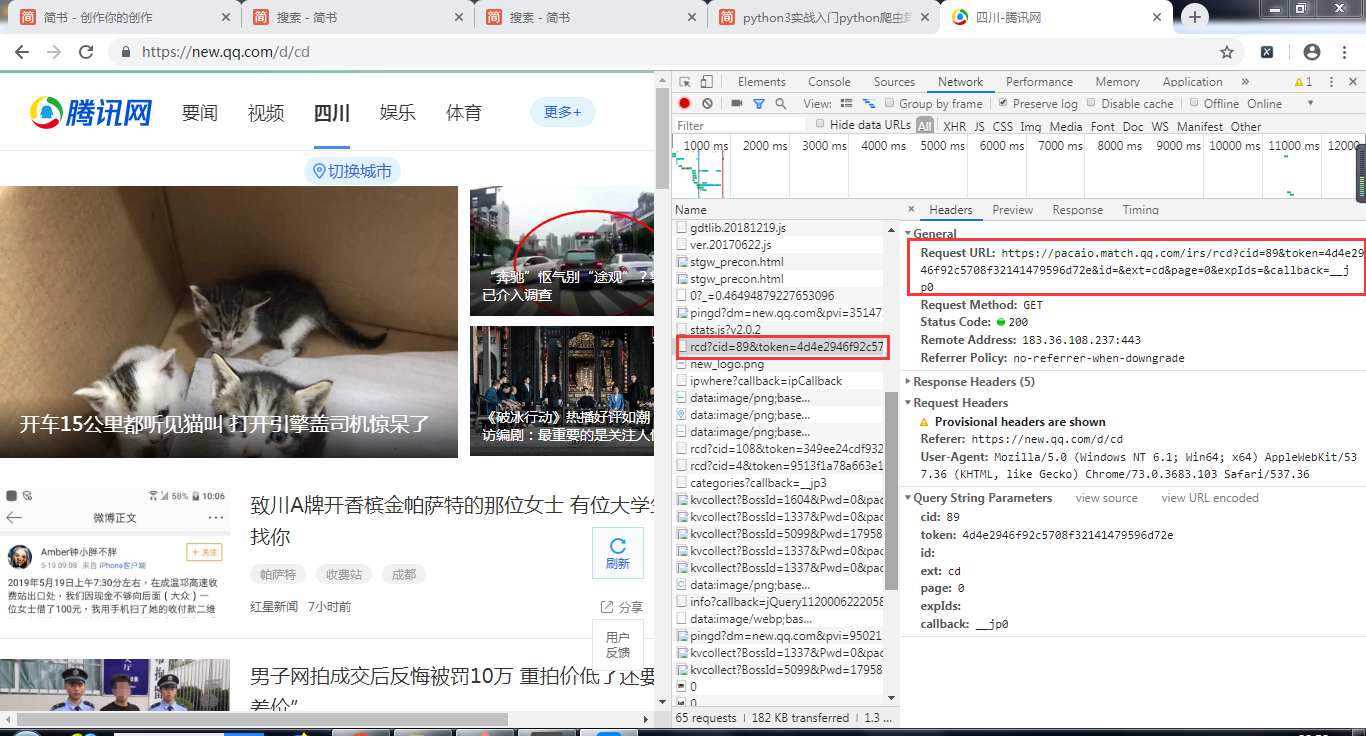 简书 - 创作你的创作
搜索 - 简书
搜索 - 简书
python3实战入门python爬虫
四川-腾讯网
https://new.qq.com/d/cd
腾讯网
要闻
视频
四川
娱乐
体育
更多+
切换城市
开车15公里都听见猫叫 打开引擎盖司机惊呆了
“奔驰”怄气别“途观”？
已介入调查
《破冰行动》热播好评如潮
访编剧：最重要的是关注人
10:06
58%
微博正文
Amber钟小胖不胖
+ 关注
5-19 09:08 来自 iPhone客户端
2019年5月19日上午7:30分左右，在成温邛高速收
费站出口处，我们因现金不够向后面（大众）一
位女士借了100元，我用手机扫了她的收付款二维
致川A牌开香槟金帕萨特的那位女士 有位大学生
找你
帕萨特
收费站
成都
红星新闻 7小时前
刷新
分享
用户
反馈
男子网拍成交后反悔被罚10万 重拍价低了还要
差价”
Elements Console Sources Network Performance Memory Application » 1
View: Group by frame Preserve log Disable cache Offline Online
Filter Hide data URLs All XHR JS CSS Img Media Font Doc WS Manifest Other
1000 ms 2000 ms 3000 ms 4000 ms 5000 ms 6000 ms 7000 ms 8000 ms 9000 ms 10000 ms 11000 ms 12000
Name
gdtlib.20181219.js
ver.20170622.js
stgw_precon.html
stgw_precon.html
0?_=0.46494879227653096
pingd?dm=new.qq.com&pvi=35147
stats.js?v2.0.2
rcd?cid=89&token=4d4e2946f92c57
new_logo.png
ipwhere?callback=ipCallback
data:image/png;base...
data:image/png;base...
data:image/png;base...
rcd?cid=108&token=349ee24cdf932
rcd?cid=4&token=9513f1a78a663e1
categories?callback=__jp3
kvcollect?BossId=1604&Pwd=0&pac
kvcollect?BossId=1337&Pwd=0&pac
kvcollect?BossId=5099&Pwd=17958
kvcollect?BossId=1337&Pwd=0&pac
kvcollect?BossId=1337&Pwd=0&pac
data:image/png;base...
info?callback=jQuery1120006222058
data:image/webp;bas...
pingd?dm=new.qq.com&pvi=95021
kvcollect?BossId=1337&Pwd=0&pac
kvcollect?BossId=5099&Pwd=17958
0
0
65 requests | 182 KB transferred | 1.3 ...
× Headers Preview Response Timing
General
Request URL: https://pacaio.match.qq.com/irs/rcd?cid=89&token=4d4e29
46f92c5708f32141479596d72e&id=&ext=cd&page=0&expIds=&callback=__j
p0
Request Method: GET
Status Code: 200
Remote Address: 183.36.108.237:443
Referrer Policy: no-referrer-when-downgrade
Response Headers (5)
Request Headers
Provisional headers are shown
Referer: https://new.qq.com/d/cd
User-Agent: Mozilla/5.0 (Windows NT 6.1; Win64; x64) AppleWebKit/53
7.36 (KHTML, like Gecko) Chrome/73.0.3683.103 Safari/537.36
Query String Parameters view source view URL encoded
cid: 89
token: 4d4e2946f92c5708f32141479596d72e
id:
ext: cd
page: 0
expIds:
callback: __jp0